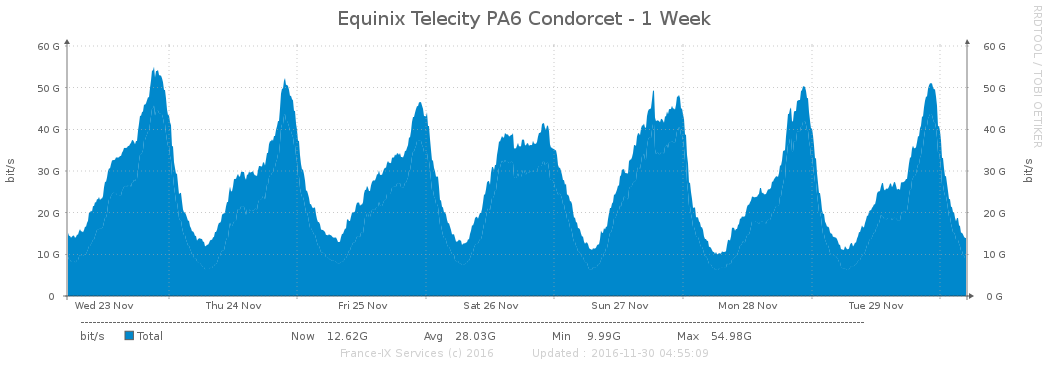 Equinix Telecity PA6 Condorcet - 1 Week
RRDTOOL / TOBI OETIKER
bit/s
60 G
50 G
40 G
30 G
20 G
10 G
0
60 G
50 G
40 G
30 G
20 G
10 G
0 G
bit/s
Wed 23 Nov Thu 24 Nov Fri 25 Nov Sat 26 Nov Sun 27 Nov Mon 28 Nov Tue 29 Nov
bit/s Total Now 12.62G Avg 28.03G Min 9.99G Max 54.98G
France-IX Services (c) 2016 Updated : 2016-11-30 04:55:09